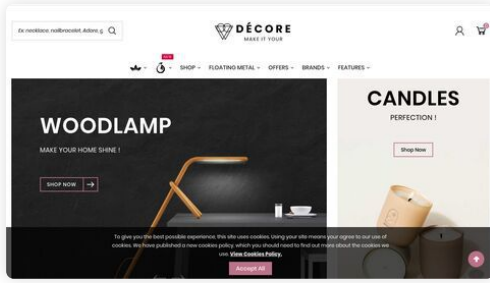 Ex: necklace, nailbracelet, Adons, g
DÉCORE
MAKE IT YOUR
NEW
SHOP
FLOATING METAL
OFFERS
BRANDS
FEATURES
WOODLAMP
MAKE YOUR HOME SHINE !
SHOP NOW
CANDLES
PERFECTION !
Shop Now
To give you the best possible experience, this site uses cookies. Using your site means your agree to our use of
cookies. We have published a new cookies policy, which you should need to find out more about the cookies we
use. View Cookies Policy.
Accept All